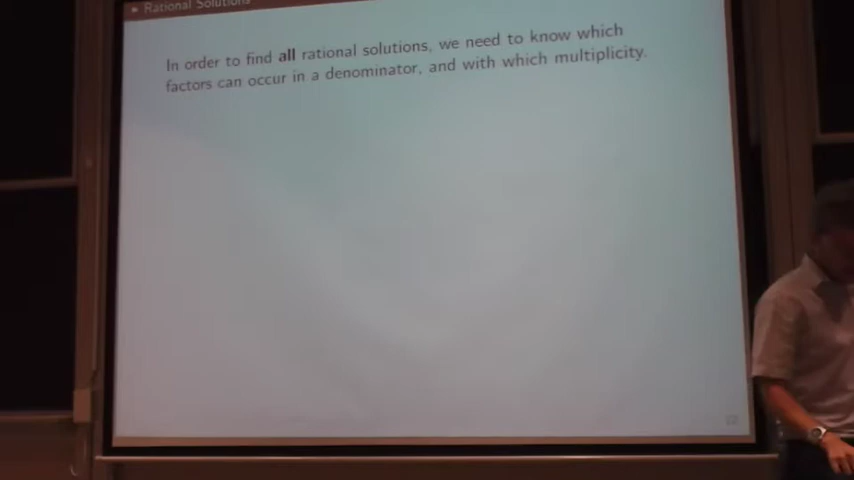 ▸ Rational Solutions
In order to find all rational solutions, we need to know which
factors can occur in a denominator, and with which multiplicity.